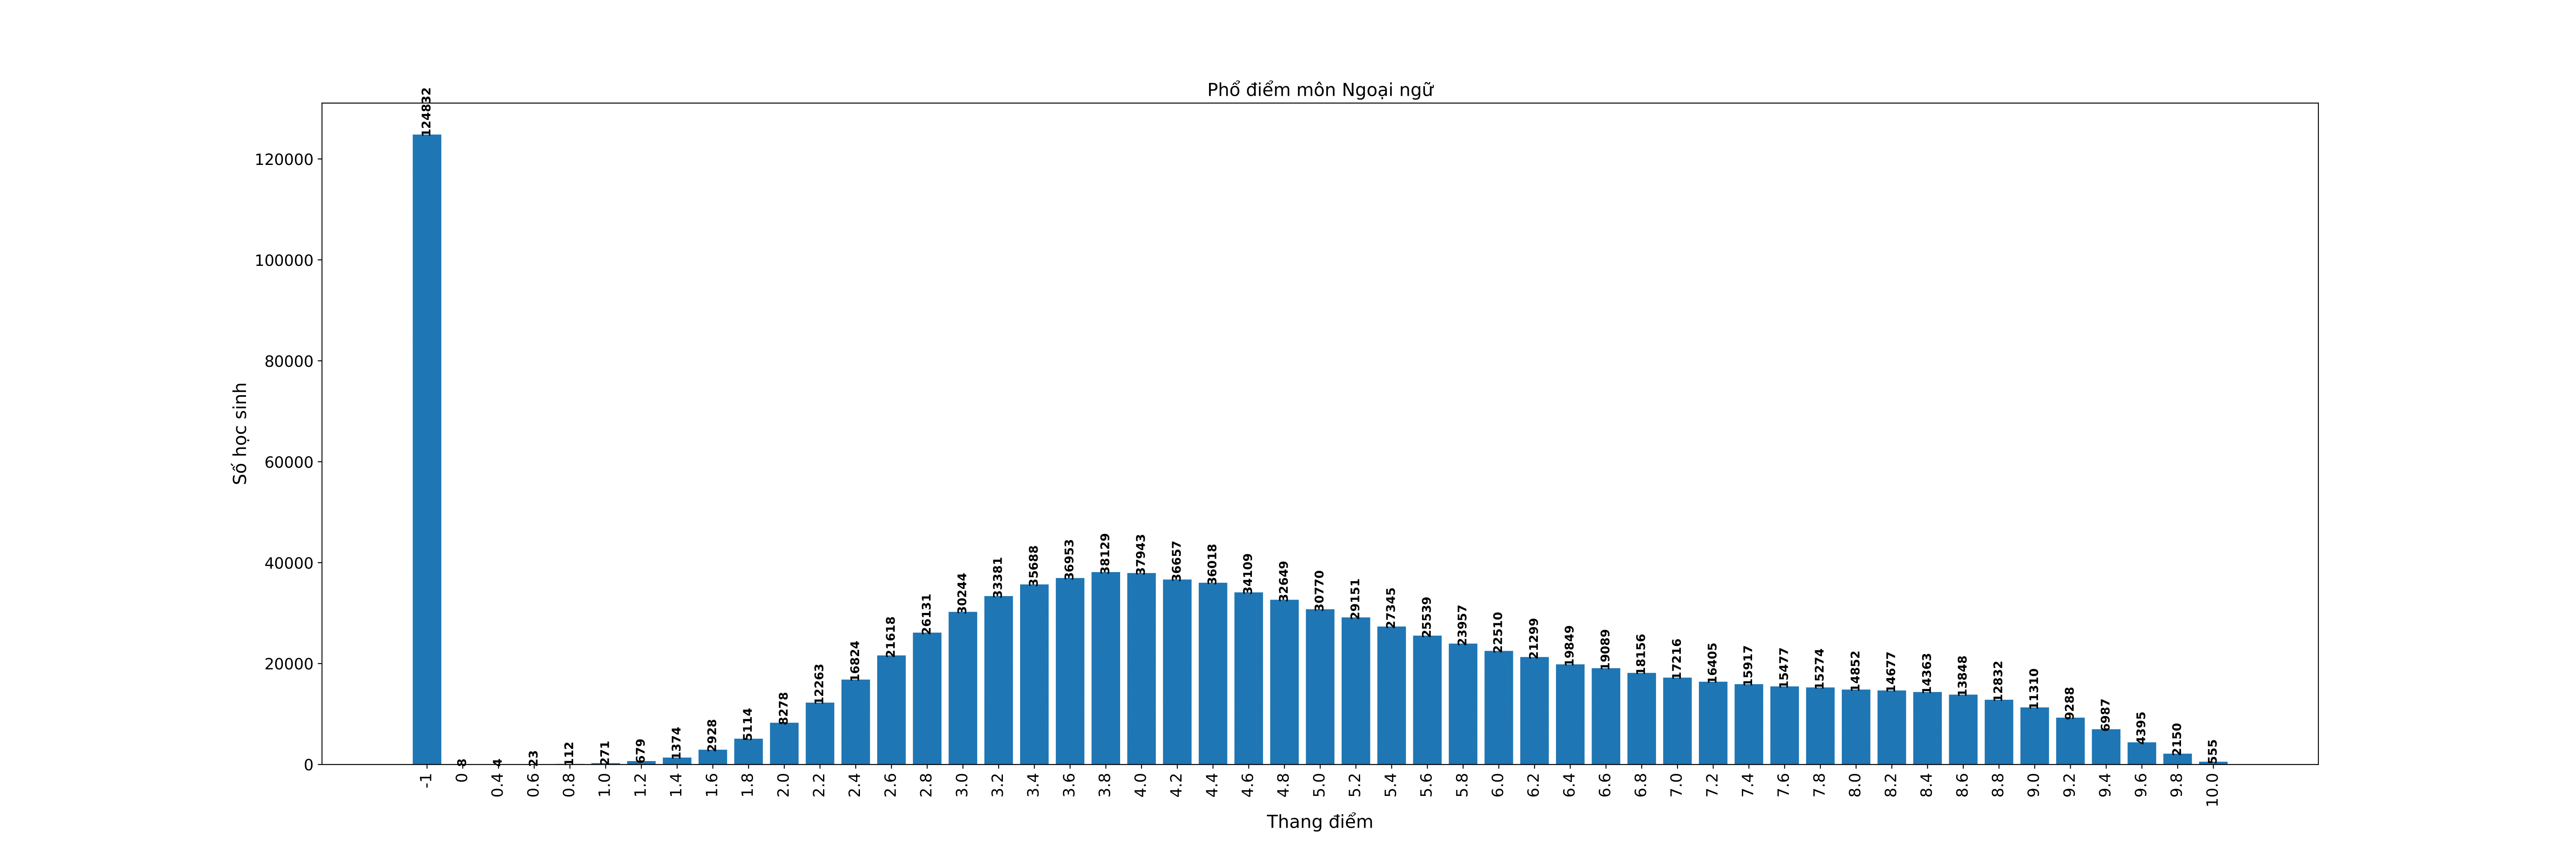 Phổ điểm môn Ngoại ngữ
Số học sinh
120000
100000
80000
60000
40000
20000
0
124832 8 4 23 112 271 679 1374 2928 5114 8278 12263 16824 21618 26131 30244 33381 35688 36953 38129 37943 36657 36018 34109 32649 30770 29151 27345 25539 23957 22510 21299 19849 19089 18156 17216 16405 15917 15477 15274 14852 14677 14363 13848 12832 11310 9288 6987 4395 2150 555
-1 0 0.4 0.6 0.8 1.0 1.2 1.4 1.6 1.8 2.0 2.2 2.4 2.6 2.8 3.0 3.2 3.4 3.6 3.8 4.0 4.2 4.4 4.6 4.8 5.0 5.2 5.4 5.6 5.8 6.0 6.2 6.4 6.6 6.8 7.0 7.2 7.4 7.6 7.8 8.0 8.2 8.4 8.6 8.8 9.0 9.2 9.4 9.6 9.8 10.0
Thang điểm